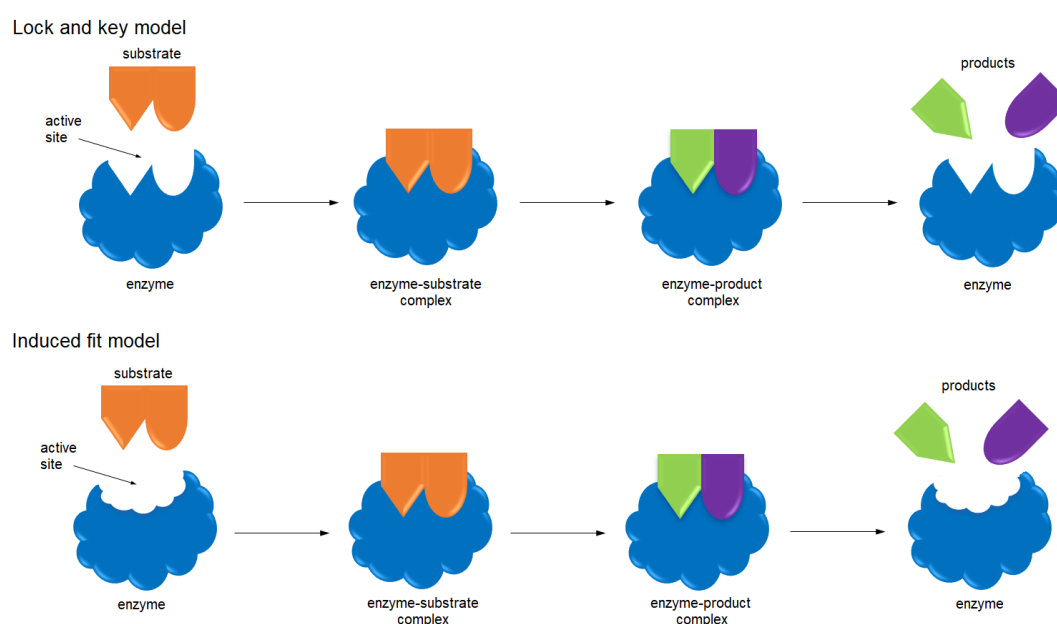 Lock and key model
substrate
products
active
site
enzyme
enzyme-substrate
complex
enzyme-product
complex
enzyme
Induced fit model
substrate
products
active
site
enzyme
enzyme-substrate
complex
enzyme-product
complex
enzyme